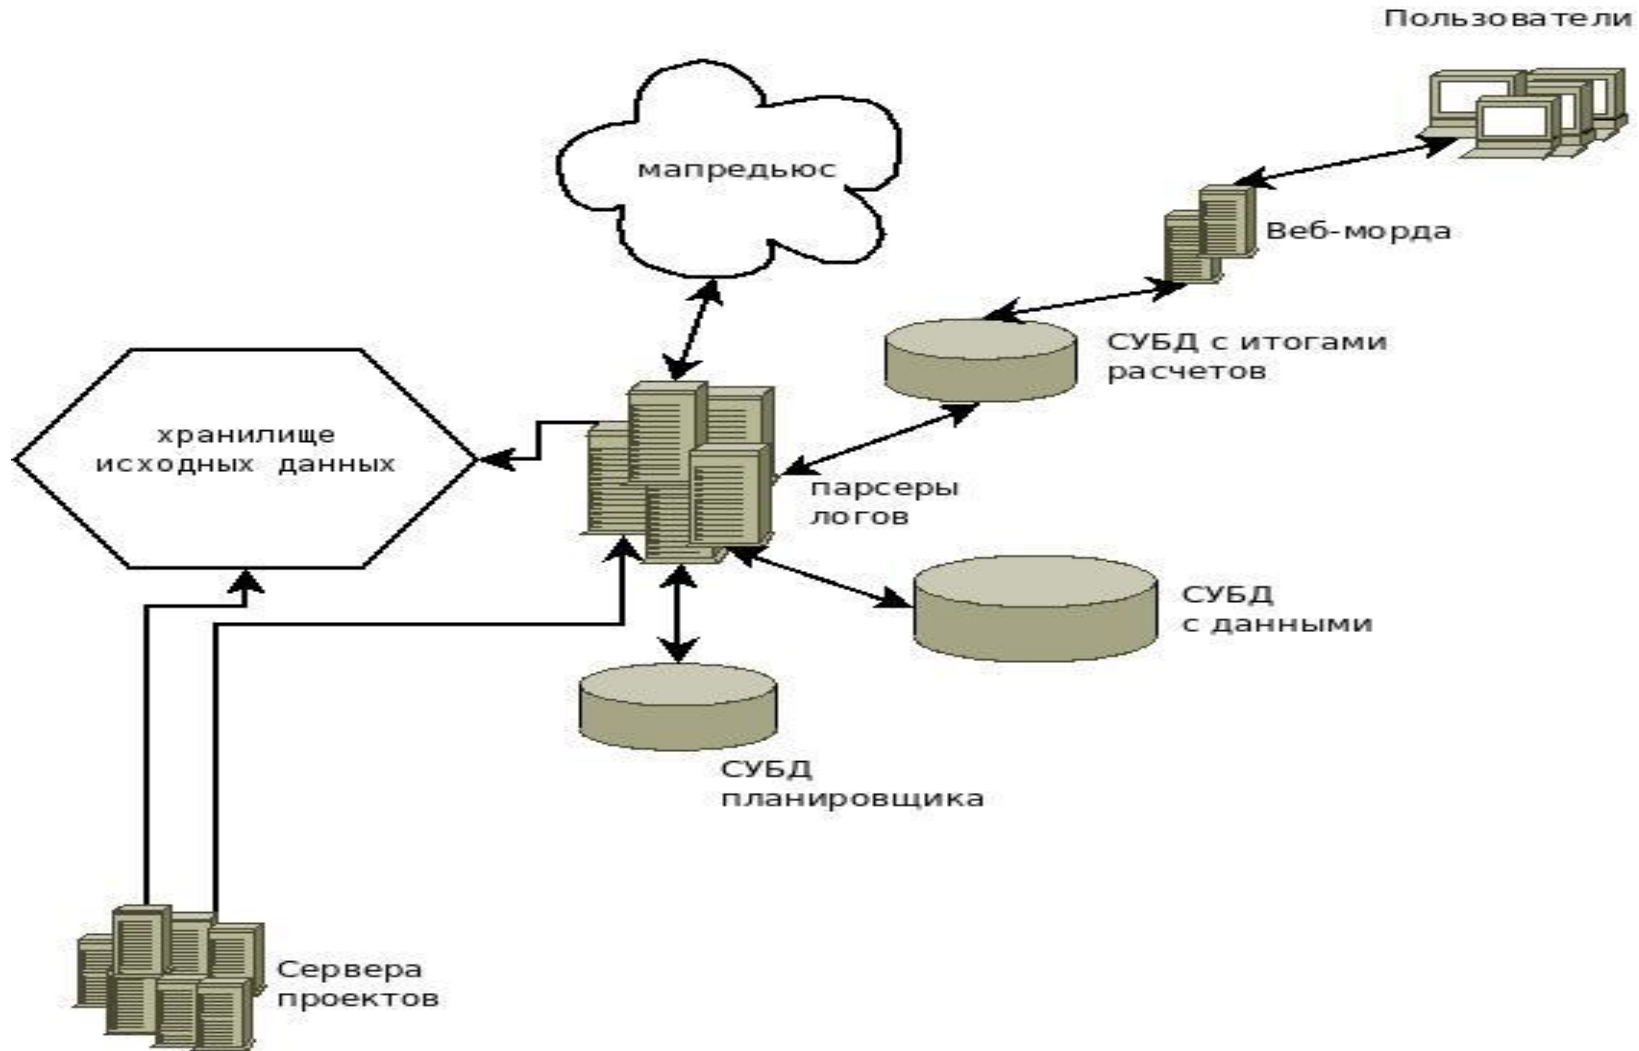 Пользователи
мапредьюс
Веб-морда
СУБД с итогами
расчетов
хранилище
исходных данных
парсеры
логов
СУБД
с данными
СУБД
планировщика
Сервера
проектов